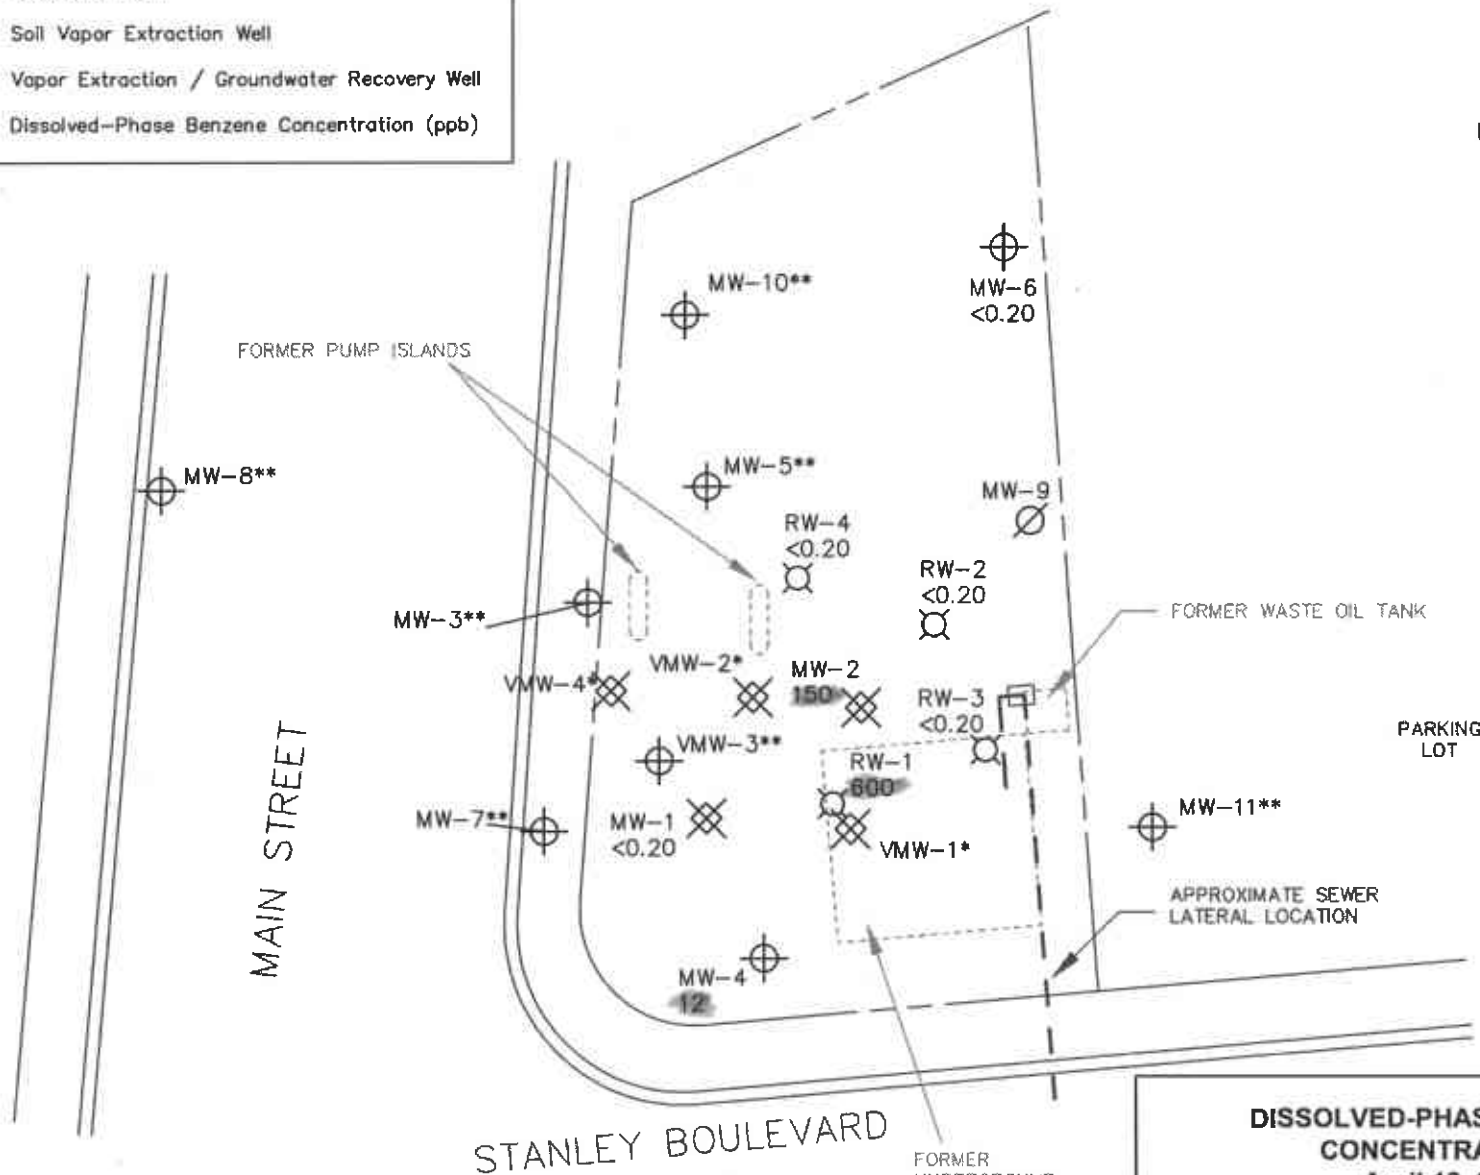 Soil Vapor Extraction Well
Vapor Extraction / Groundwater Recovery Well
Dissolved-Phase Benzene Concentration (ppb)
MW-10**
MW-6
<0.20
FORMER PUMP ISLANDS
MW-8**
MW-5**
MW-9
RW-4
<0.20
RW-2
<0.20
MW-3**
FORMER WASTE OIL TANK
VMW-2*
MW-2
150
VMW-4*
RW-3
<0.20
PARKING
LOT
VMW-3**
RW-1
600
MW-7**
MW-1
<0.20
MW-11**
VMW-1*
MAIN STREET
APPROXIMATE SEWER
LATERAL LOCATION
MW-4
12
STANLEY BOULEVARD
FORMER
DISSOLVED-PHAS
CONCENTRA